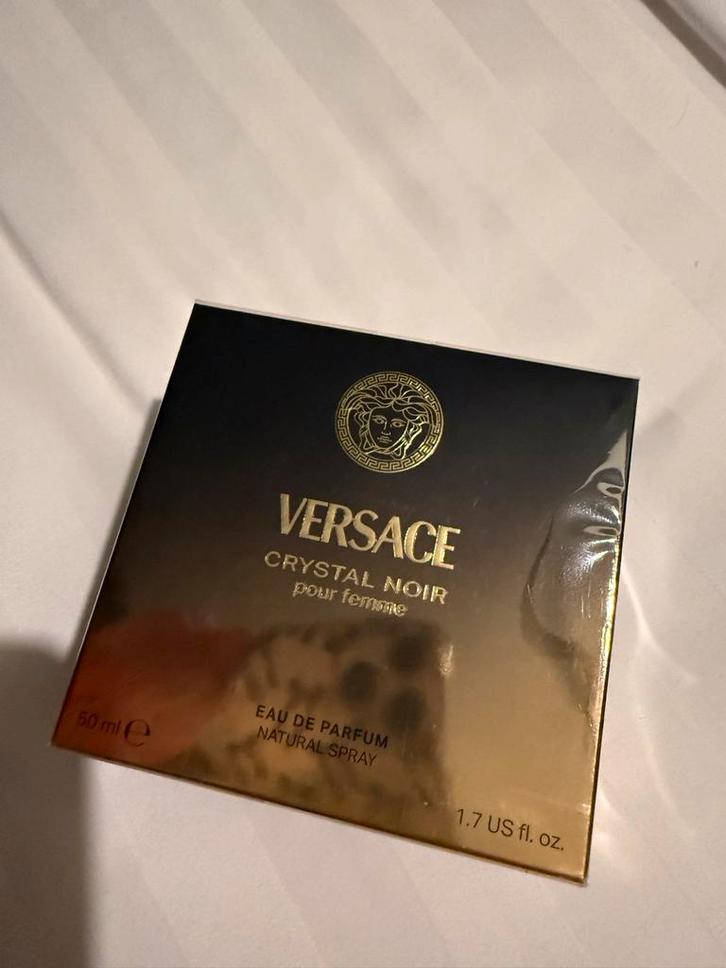 VERSACE
CRYSTAL NOIR
pour femme
EAU DE PARFUM
NATURAL SPRAY
50 ml ℮
1.7 US fl. oz.